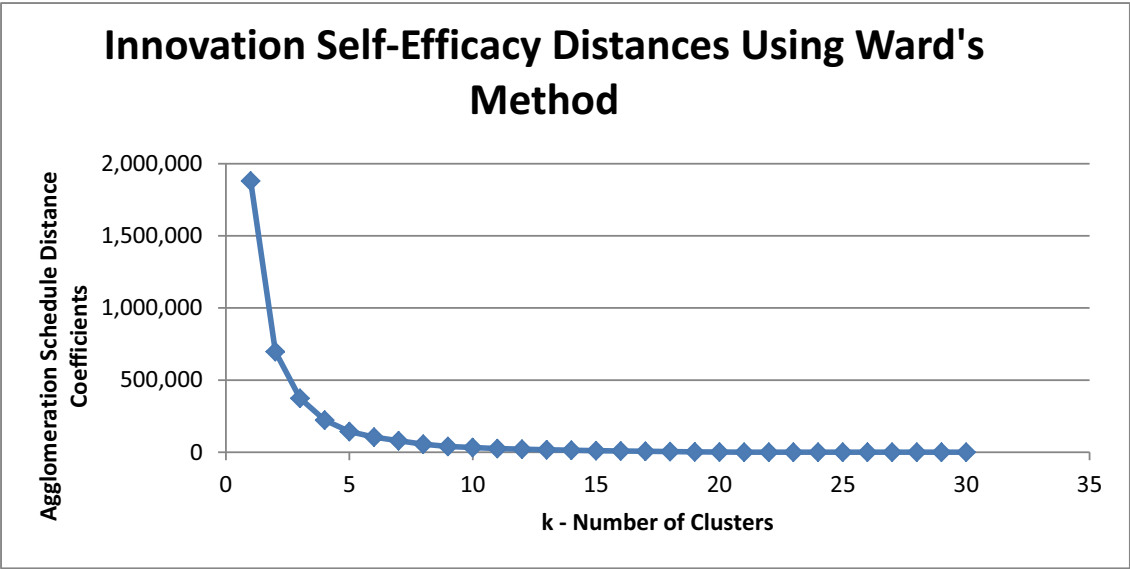 Innovation Self-Efficacy Distances Using Ward's
Method
Agglomeration Schedule Distance
Coefficients
2,000,000
1,500,000
1,000,000
500,000
0
0 5 10 15 20 25 30 35
k - Number of Clusters